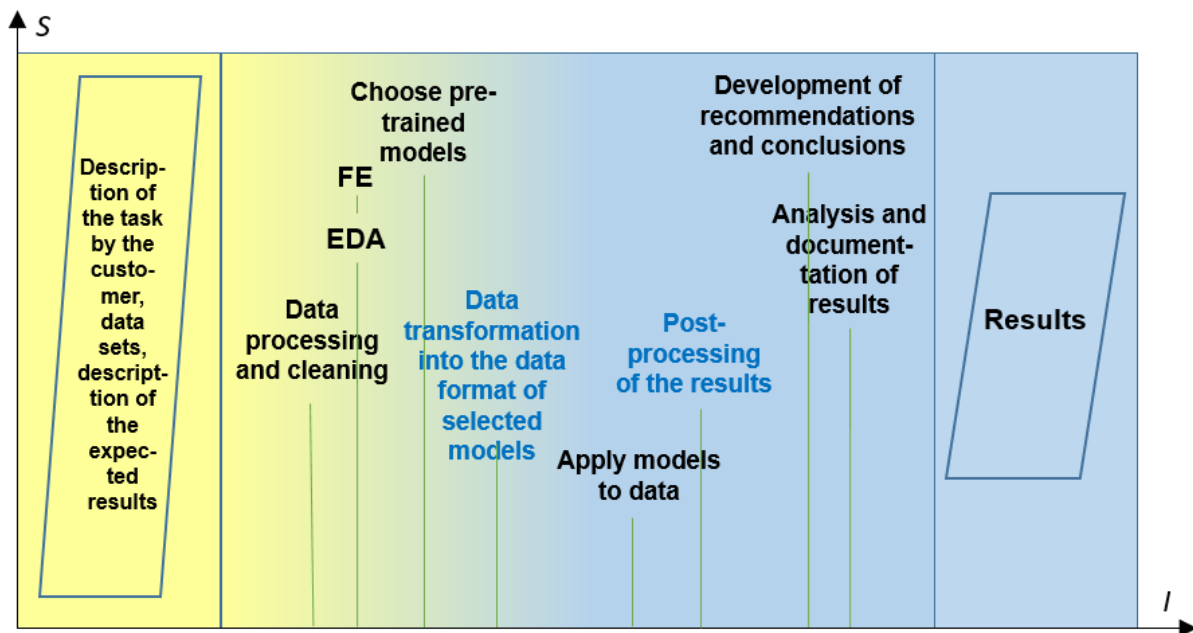 S
Descrip-
tion of
the task
by the
custo-
mer,
data
sets,
descript-
tion of
the
expec-
ted
results
Choose pre-
trained
models
FE
EDA
Data
processing
and cleaning
Data
transformation
into the data
format of
selected
models
Apply models
to data
Post-
processing
of the results
Development of
recommendations
and conclusions
Analysis and
document-
tation of
results
Results
I